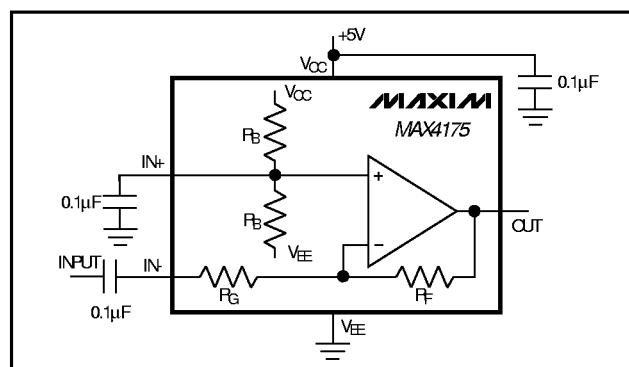 +5V
VCC
0.1µF
VCC
MAXIM
MAX4175
RB
IN+
+
0.1µF
RB
OUT
VEE
−
INPUT
IN-
RG
RF
0.1µF
VEE